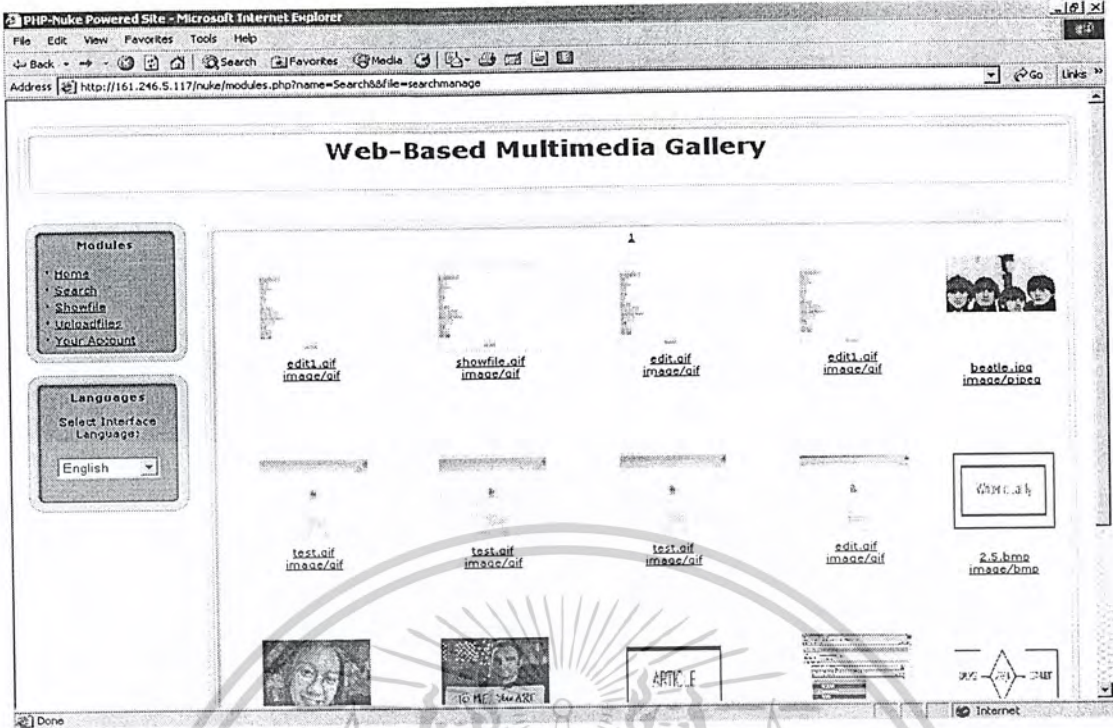 PHP-Nuke Powered Site - Microsoft Internet Explorer
File Edit View Favorites Tools Help
Back Search Favorites Media
Address http://161.246.5.117/nuke/modules.php?name=Search&&file=searchmanage Go Links »
Web-Based Multimedia Gallery
1
Modules
• Home
• Search
• Showfile
• Uploadfiles
• Your Account
Languages
Select Interface
Language:
English
edit1.gif
image/gif
showfile.gif
image/gif
edit.gif
image/gif
edit1.gif
image/gif
beatle.jpg
image/pjpeg
test.gif
image/gif
test.gif
image/gif
test.gif
image/gif
edit.gif
image/gif
2.5.bmp
image/bmp
TO ME, YOU ARE
ARTICLE
Done
Internet